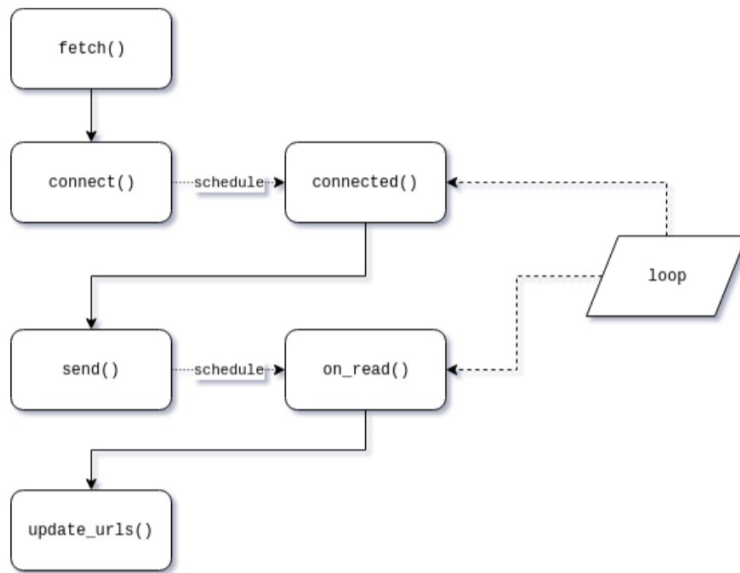 fetch()
connect()
schedule
connected()
loop
send()
schedule
on_read()
update_urls()